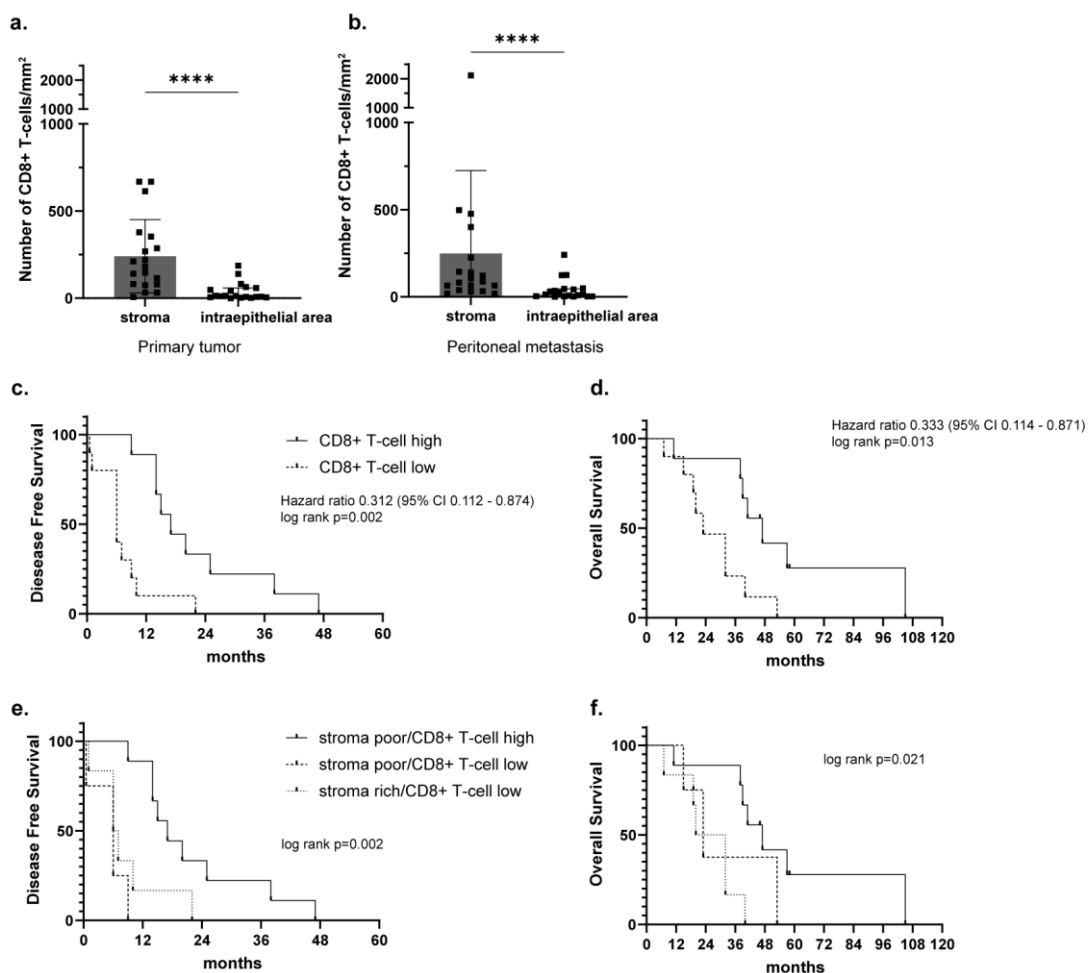 a.
Number of CD8+ T-cells/mm²
2000
1000
1000
500
0
****
stroma
intraepithelial area
Primary tumor
b.
Number of CD8+ T-cells/mm²
2000
1000
1000
500
0
****
stroma
intraepithelial area
Peritoneal metastasis
c.
Diesease Free Survival
100
50
0
0 12 24 36 48 60
months
CD8+ T-cell high
CD8+ T-cell low
Hazard ratio 0.312 (95% CI 0.112 - 0.874)
log rank p=0.002
d.
Overall Survival
100
50
0
0 12 24 36 48 60 72 84 96 108 120
months
Hazard ratio 0.333 (95% CI 0.114 - 0.871)
log rank p=0.013
e.
Disease Free Survival
100
50
0
0 12 24 36 48 60
months
stroma poor/CD8+ T-cell high
stroma poor/CD8+ T-cell low
stroma rich/CD8+ T-cell low
log rank p=0.002
f.
Overall Survival
100
50
0
0 12 24 36 48 60 72 84 96 108 120
months
log rank p=0.021